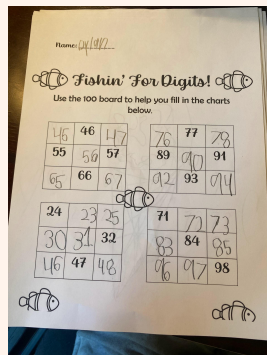 Name:
Fishin' For Digits!
Use the 100 board to help you fill in the charts
below.
45 46 47 76 77 78
55 56 57 89 90 91
65 66 67 92 93 94
24 23 25 71 72 73
30 31 32 83 84 85
46 47 48 96 97 98